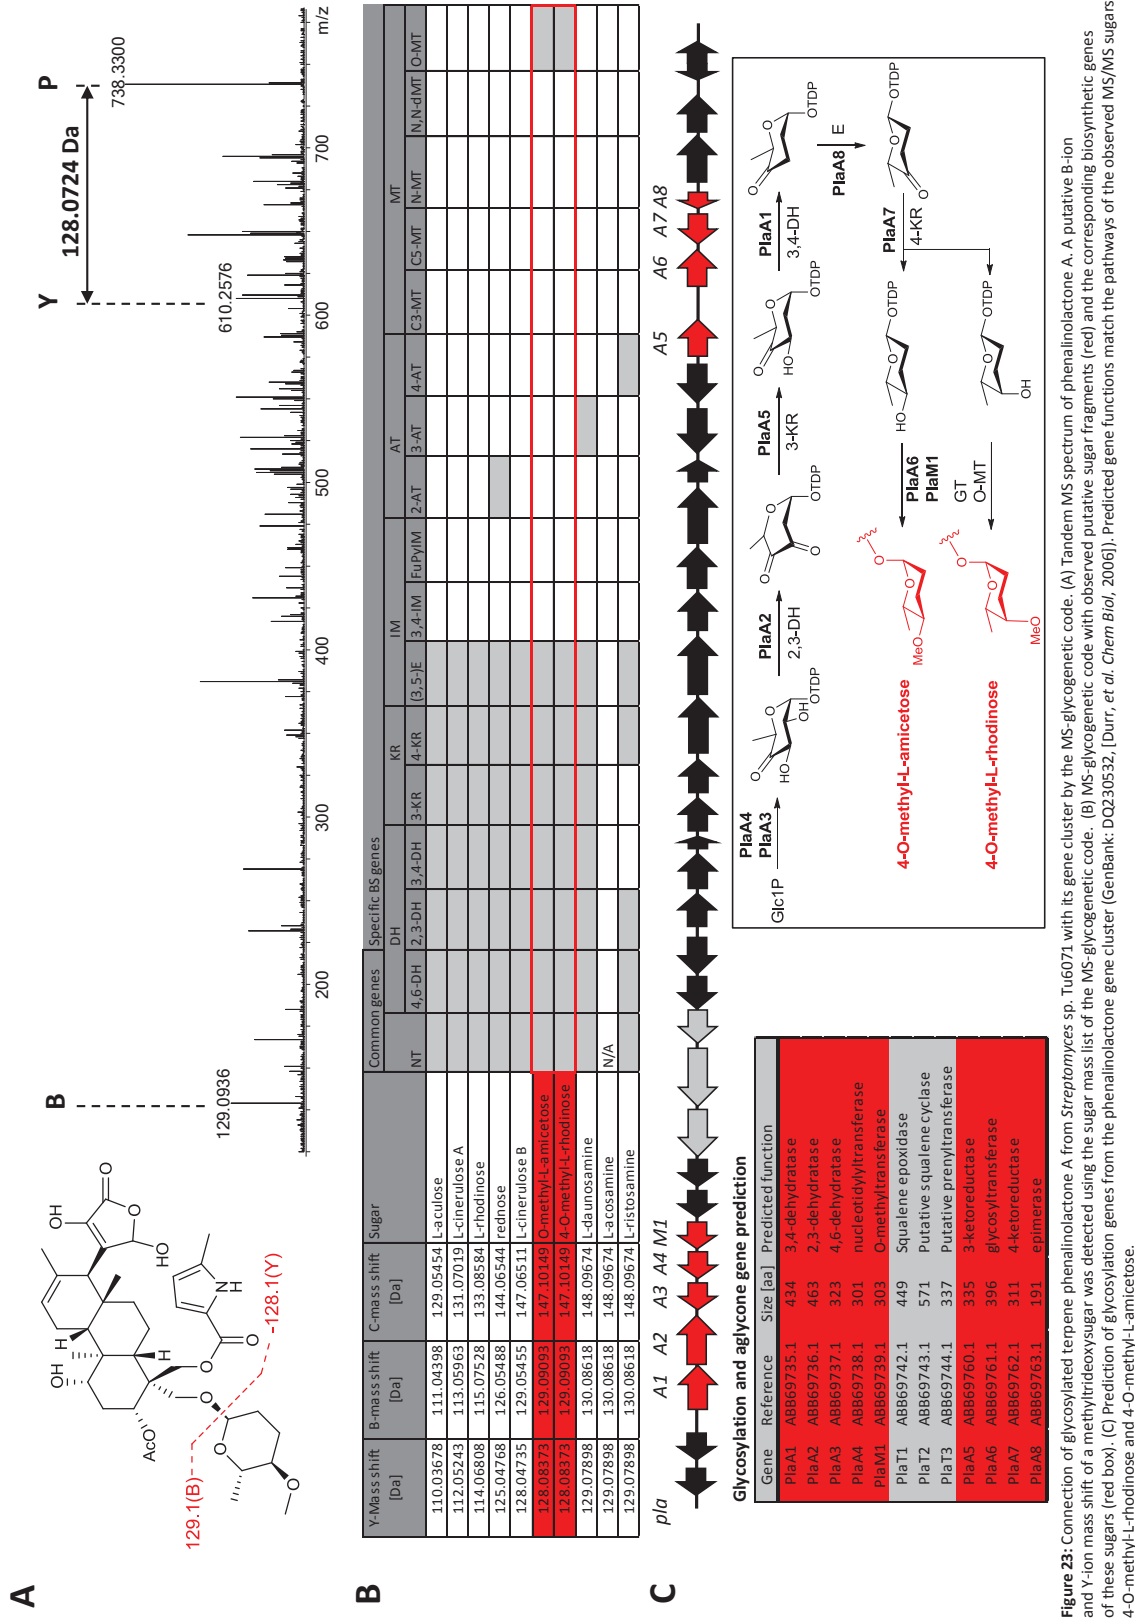 A
B
Y
P
128.0724 Da
129.0936
610.2576
738.3300
200
300
400
500
600
700
m/z
129.1(B)
-128.1(Y)
O
OH
O
O
HO
H
OH
H
H
N
H
AcO
O
O
O
O
O
B
Common genes
Specific BS genes
DH
KR
IM
AT
MT
Y-Mass shift [Da]
B-mass shift [Da]
C-mass shift [Da]
Sugar
NT
4,6-DH
2,3-DH
3,4-DH
3-KR
4-KR
(3,5-)E
3,4-IM
FuPyIM
2-AT
3-AT
4-AT
C3-MT
C5-MT
N-MT
N,N-dMT
O-MT
110.03678 111.04398 129.05454 L-aculose
112.05243 113.05963 131.07019 L-cinerulose A
114.06808 115.07528 133.08584 L-rhodinose
125.04768 126.05488 144.06544 rednose
128.04735 129.05455 147.06511 L-cinerulose B
128.08373 129.09093 147.10149 O-methyl-L-amicetose
128.08373 129.09093 147.10149 4-O-methyl-L-rhodinose
129.07898 130.08618 148.09674 L-daunosamine
129.07898 130.08618 148.09674 L-acosamine N/A
129.07898 130.08618 148.09674 L-ristosamine
C
pla
A1 A2 A3 A4 M1
A5
A6 A7 A8
Glycosylation and aglycone gene prediction
Gene Reference Size [aa] Predicted function
PlaA1 ABB69735.1 434 3,4-dehydratase
PlaA2 ABB69736.1 463 2,3-dehydratase
PlaA3 ABB69737.1 323 4,6-dehydratase
PlaA4 ABB69738.1 301 nucleotidylyltransferase
PlaM1 ABB69739.1 303 O-methyltransferase
PlaT1 ABB69742.1 449 Squalene epoxidase
PlaT2 ABB69743.1 571 Putative squalene cyclase
PlaT3 ABB69744.1 337 Putative prenyltransferase
PlaA5 ABB69760.1 335 3-ketoreductase
PlaA6 ABB69761.1 396 glycosyltransferase
PlaA7 ABB69762.1 311 4-ketoreductase
PlaA8 ABB69763.1 191 epimerase
Glc1P
PlaA4
PlaA3
O
O
HO
OH
OTDP
PlaA2
2,3-DH
O
O
O
OTDP
PlaA5
3-KR
O
O
HO
OTDP
PlaA1
3,4-DH
O
O
OTDP
PlaA8
E
O
O
OTDP
PlaA7
4-KR
HO
O
OTDP
O
OH
OTDP
PlaA6
PlaM1
GT
O-MT
MeO
O
O
4-O-methyl-L-amicetose
MeO
O
O
4-O-methyl-L-rhodinose
Figure 23: Connection of glycosylated terpene phenalinolactone A from Streptomyces sp. Tu6071 with its gene cluster by the MS-glycogenetic code. (A) Tandem MS spectrum of phenalinolactone A. A putative B-ion
and Y-ion mass shift of a methyltrideoxysugar was detected using the sugar mass list of the MS-glycogenetic code. (B) MS-glycogenetic code with observed putative sugar fragments (red) and the corresponding biosynthetic genes
of these sugars (red box). (C) Prediction of glycosylation genes from the phenalinolactone gene cluster (GenBank: DQ230532, [Durr, et al. Chem Biol, 2006]). Predicted gene functions match the pathways of the observed MS/MS sugars
4-O-methyl-L-rhodinose and 4-O-methyl-L-amicetose.